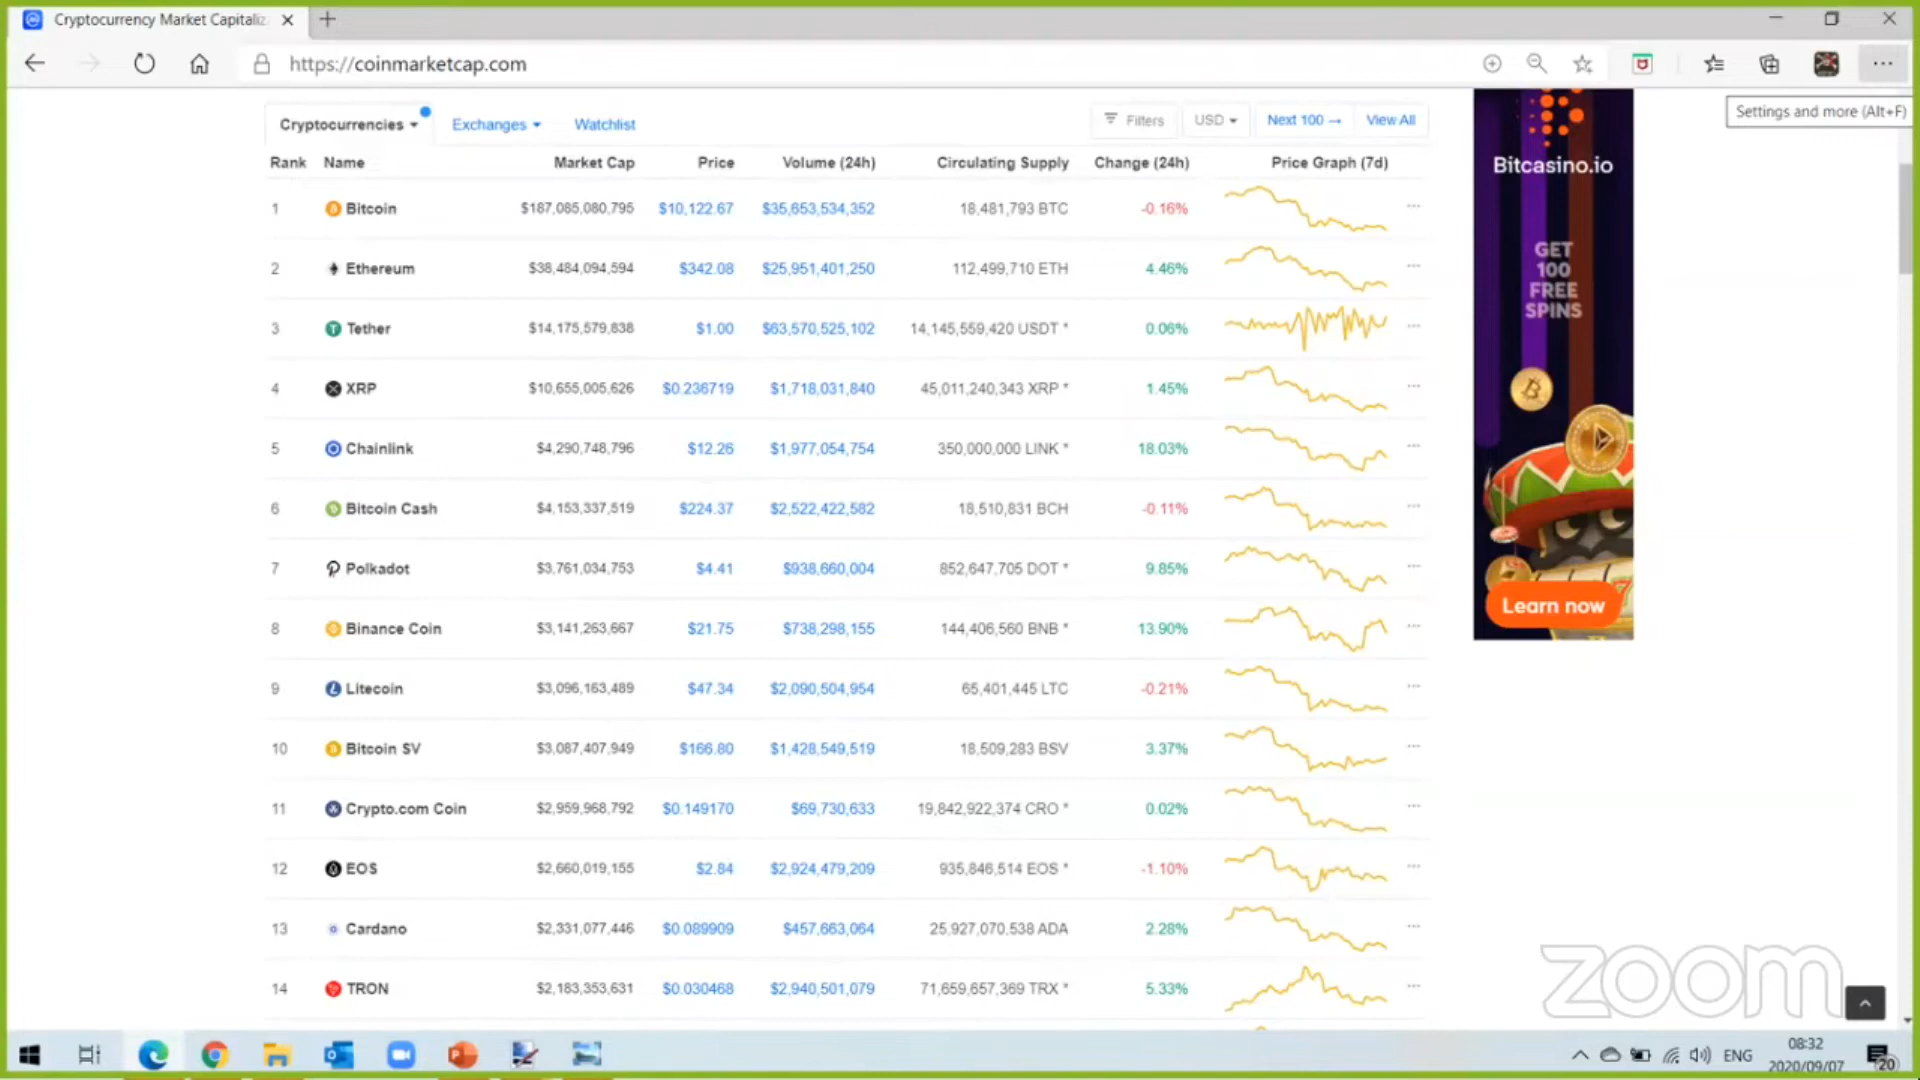 Cryptocurrency Market Capitaliz
https://coinmarketcap.com
Settings and more (Alt+F)
Cryptocurrencies Exchanges Watchlist Filters USD Next 100 → View All
Rank Name Market Cap Price Volume (24h) Circulating Supply Change (24h) Price Graph (7d)
1 Bitcoin $187,085,080,795 $10,122.67 $35,653,534,352 18,481,793 BTC -0.16%
2 Ethereum $38,484,094,594 $342.08 $25,951,401,250 112,499,710 ETH 4.46%
3 Tether $14,175,579,838 $1.00 $63,570,525,102 14,145,559,420 USDT * 0.06%
4 XRP $10,655,005,626 $0.236719 $1,718,031,840 45,011,240,343 XRP * 1.45%
5 Chainlink $4,290,748,796 $12.26 $1,977,054,754 350,000,000 LINK * 18.03%
6 Bitcoin Cash $4,153,337,519 $224.37 $2,522,422,582 18,510,831 BCH -0.11%
7 Polkadot $3,761,034,753 $4.41 $938,660,004 852,647,705 DOT * 9.85%
8 Binance Coin $3,141,263,667 $21.75 $738,298,155 144,406,560 BNB * 13.90%
9 Litecoin $3,096,163,489 $47.34 $2,090,504,954 65,401,445 LTC -0.21%
10 Bitcoin SV $3,087,407,949 $166.80 $1,428,549,519 18,509,283 BSV 3.37%
11 Crypto.com Coin $2,959,968,792 $0.149170 $69,730,633 19,842,922,374 CRO * 0.02%
12 EOS $2,660,019,155 $2.84 $2,924,479,209 935,846,514 EOS * -1.10%
13 Cardano $2,331,077,446 $0.089909 $457,663,064 25,927,070,538 ADA 2.28%
14 TRON $2,183,353,631 $0.030468 $2,940,501,079 71,659,657,369 TRX * 5.33%
Bitcasino.io
GET
100
FREE
SPINS
Learn now
zoom
ENG
08:32
2020/09/07
20